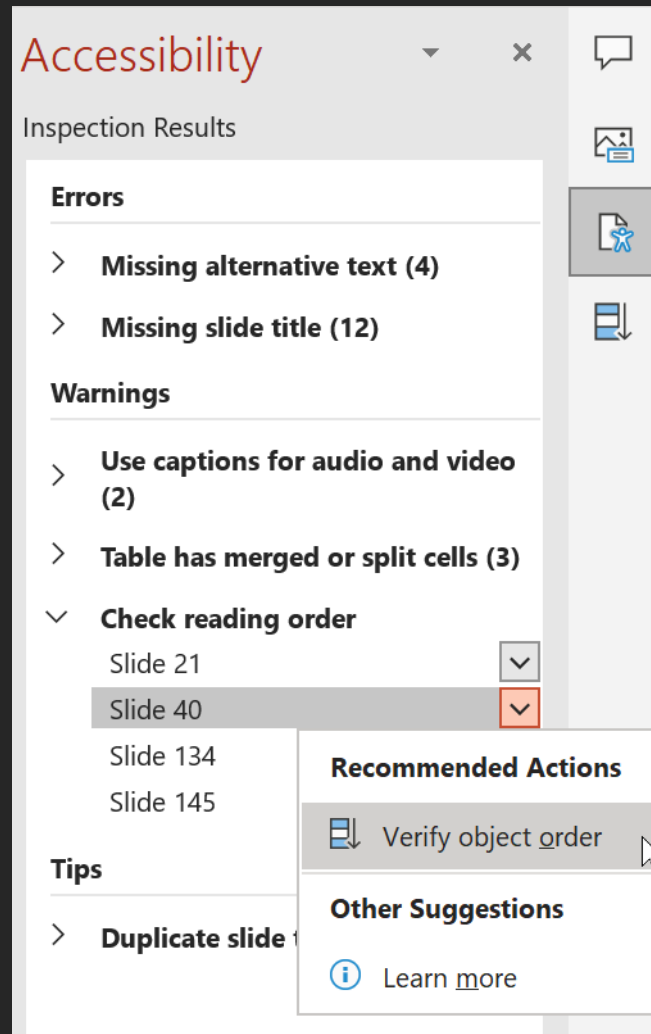 Accessibility
Inspection Results
Errors
Missing alternative text (4)
Missing slide title (12)
Warnings
Use captions for audio and video
(2)
Table has merged or split cells (3)
Check reading order
Slide 21
Slide 40
Slide 134
Slide 145
Recommended Actions
Verify object order
Other Suggestions
Learn more
Tips
Duplicate slide